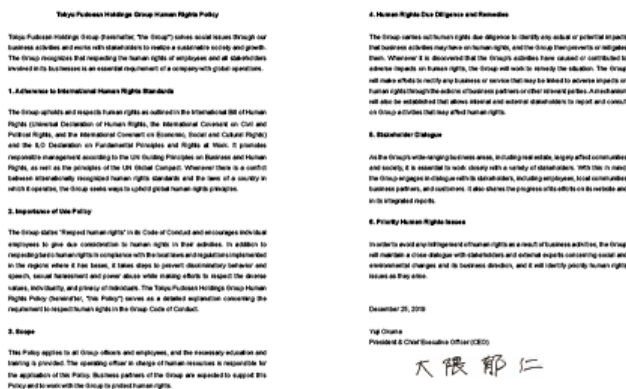 Tokyu Fudosan Holdings Group Human Rights Policy
Tokyu Fudosan Holdings Group (hereinafter, "the Group") solves social issues through our
business activities and works with stakeholders to realize a sustainable society and growth.
The Group recognizes that respecting the human rights of employees and all stakeholders
involved in its businesses is an essential requirement of a company with global operations.
1. Adherence to International Human Rights Standards
The Group upholds and respects human rights as outlined in the International Bill of Human
Rights (Universal Declaration of Human Rights, the International Covenant on Civil and
Political Rights, and the International Covenant on Economic, Social and Cultural Rights)
and the ILO Declaration on Fundamental Principles and Rights at Work. It promotes
responsible management according to the UN Guiding Principles on Business and Human
Rights, as well as the principles of the UN Global Compact. Whenever there is a conflict
between internationally recognized human rights standards and the laws of a country in
which it operates, the Group seeks ways to uphold global human rights principles.
2. Importance of this Policy
The Group states "Respect human rights" in its Code of Conduct and encourages individual
employees to give due consideration to human rights in their activities. In addition to
respecting basic human rights in compliance with the local laws and regulations implemented
in the regions where it has bases, it takes steps to prevent discriminatory behavior and
speech, sexual harassment and power abuse while making efforts to respect the diverse
values, individuality, and privacy of individuals. The Tokyu Fudosan Holdings Group Human
Rights Policy (hereinafter, "this Policy") serves as a detailed explanation concerning the
requirement to respect human rights in the Group Code of Conduct.
3. Scope
This Policy applies to all Group officers and employees, and the necessary education and
training is provided. The operating officer in charge of human resources is responsible for
the application of this Policy. Business partners of the Group are expected to support this
Policy and to work with the Group to protect human rights.
4. Human Rights Due Diligence and Remedies
The Group carries out human rights due diligence to identify any actual or potential impacts
that business activities may have on human rights, and the Group then prevents or mitigates
them. Whenever it is discovered that the Group's activities have caused or contributed to
adverse impacts on human rights, the Group will work to remedy the situation. The Group
will make efforts to rectify any business or service that may be linked to adverse impacts on
human rights through the actions of business partners or other relevant parties. A mechanism
will also be established that allows internal and external stakeholders to report and consult
on Group activities that may affect human rights.
5. Stakeholder Dialogue
As the Group's wide-ranging business areas, including real estate, largely affect communities
and society, it is essential to work closely with a variety of stakeholders. With this in mind,
the Group engages in dialogue with its stakeholders, including employees, local communities,
business partners, and customers. It also shares the progress of its efforts on its website and
in its integrated reports.
6. Priority Human Rights Issues
In order to avoid any infringement of human rights as a result of business activities, the Group
will maintain a close dialogue with stakeholders and external experts concerning social and
environmental changes and its business direction, and it will identify priority human rights
issues as they arise.
December 25, 2019
Yuji Okuma
President & Chief Executive Officer (CEO)
大隈郁仁